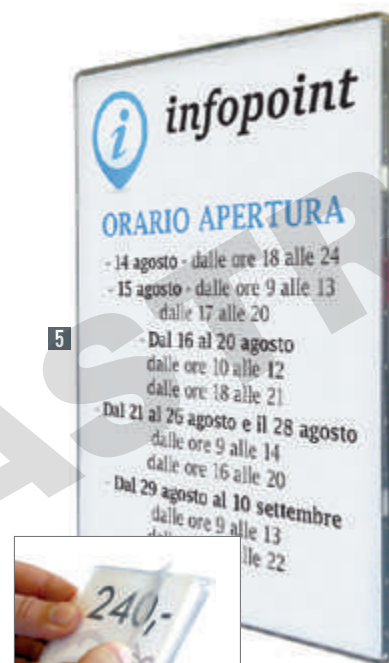 i infopoint
ORARIO APERTURA
- 14 agosto - dalle ore 18 alle 24
- 15 agosto - dalle ore 9 alle 13
dalle 17 alle 20
5
- Dal 16 al 20 agosto
dalle ore 10 alle 12
dalle ore 18 alle 21
- Dal 21 al 26 agosto e il 28 agosto
dalle ore 9 alle 14
dalle ore 16 alle 20
- Dal 29 agosto al 10 settembre
dalle ore 9 alle 13
22
240,-